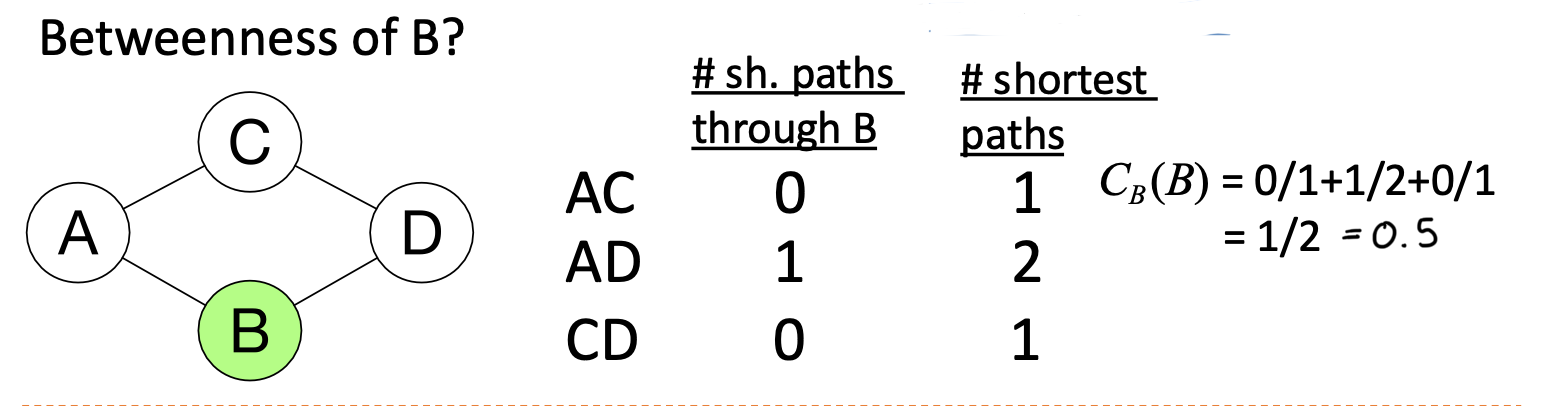 Betweenness of B?
C
A
D
B
# sh. paths
through B
# shortest
paths
AC 0 1
AD 1 2
CD 0 1
C_B(B) = 0/1+1/2+0/1
= 1/2 = 0.5